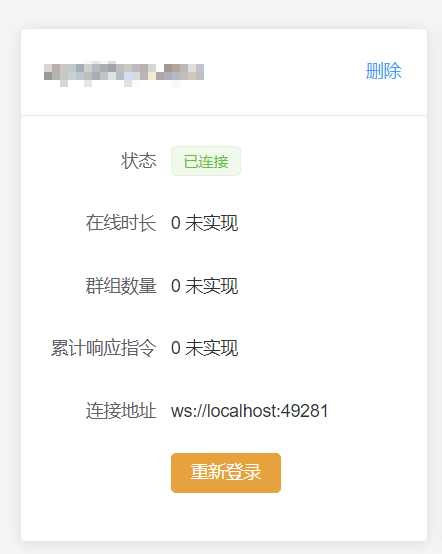 删除
状态 已连接
在线时长 0 未实现
群组数量 0 未实现
累计响应指令 0 未实现
连接地址 ws://localhost:49281
重新登录